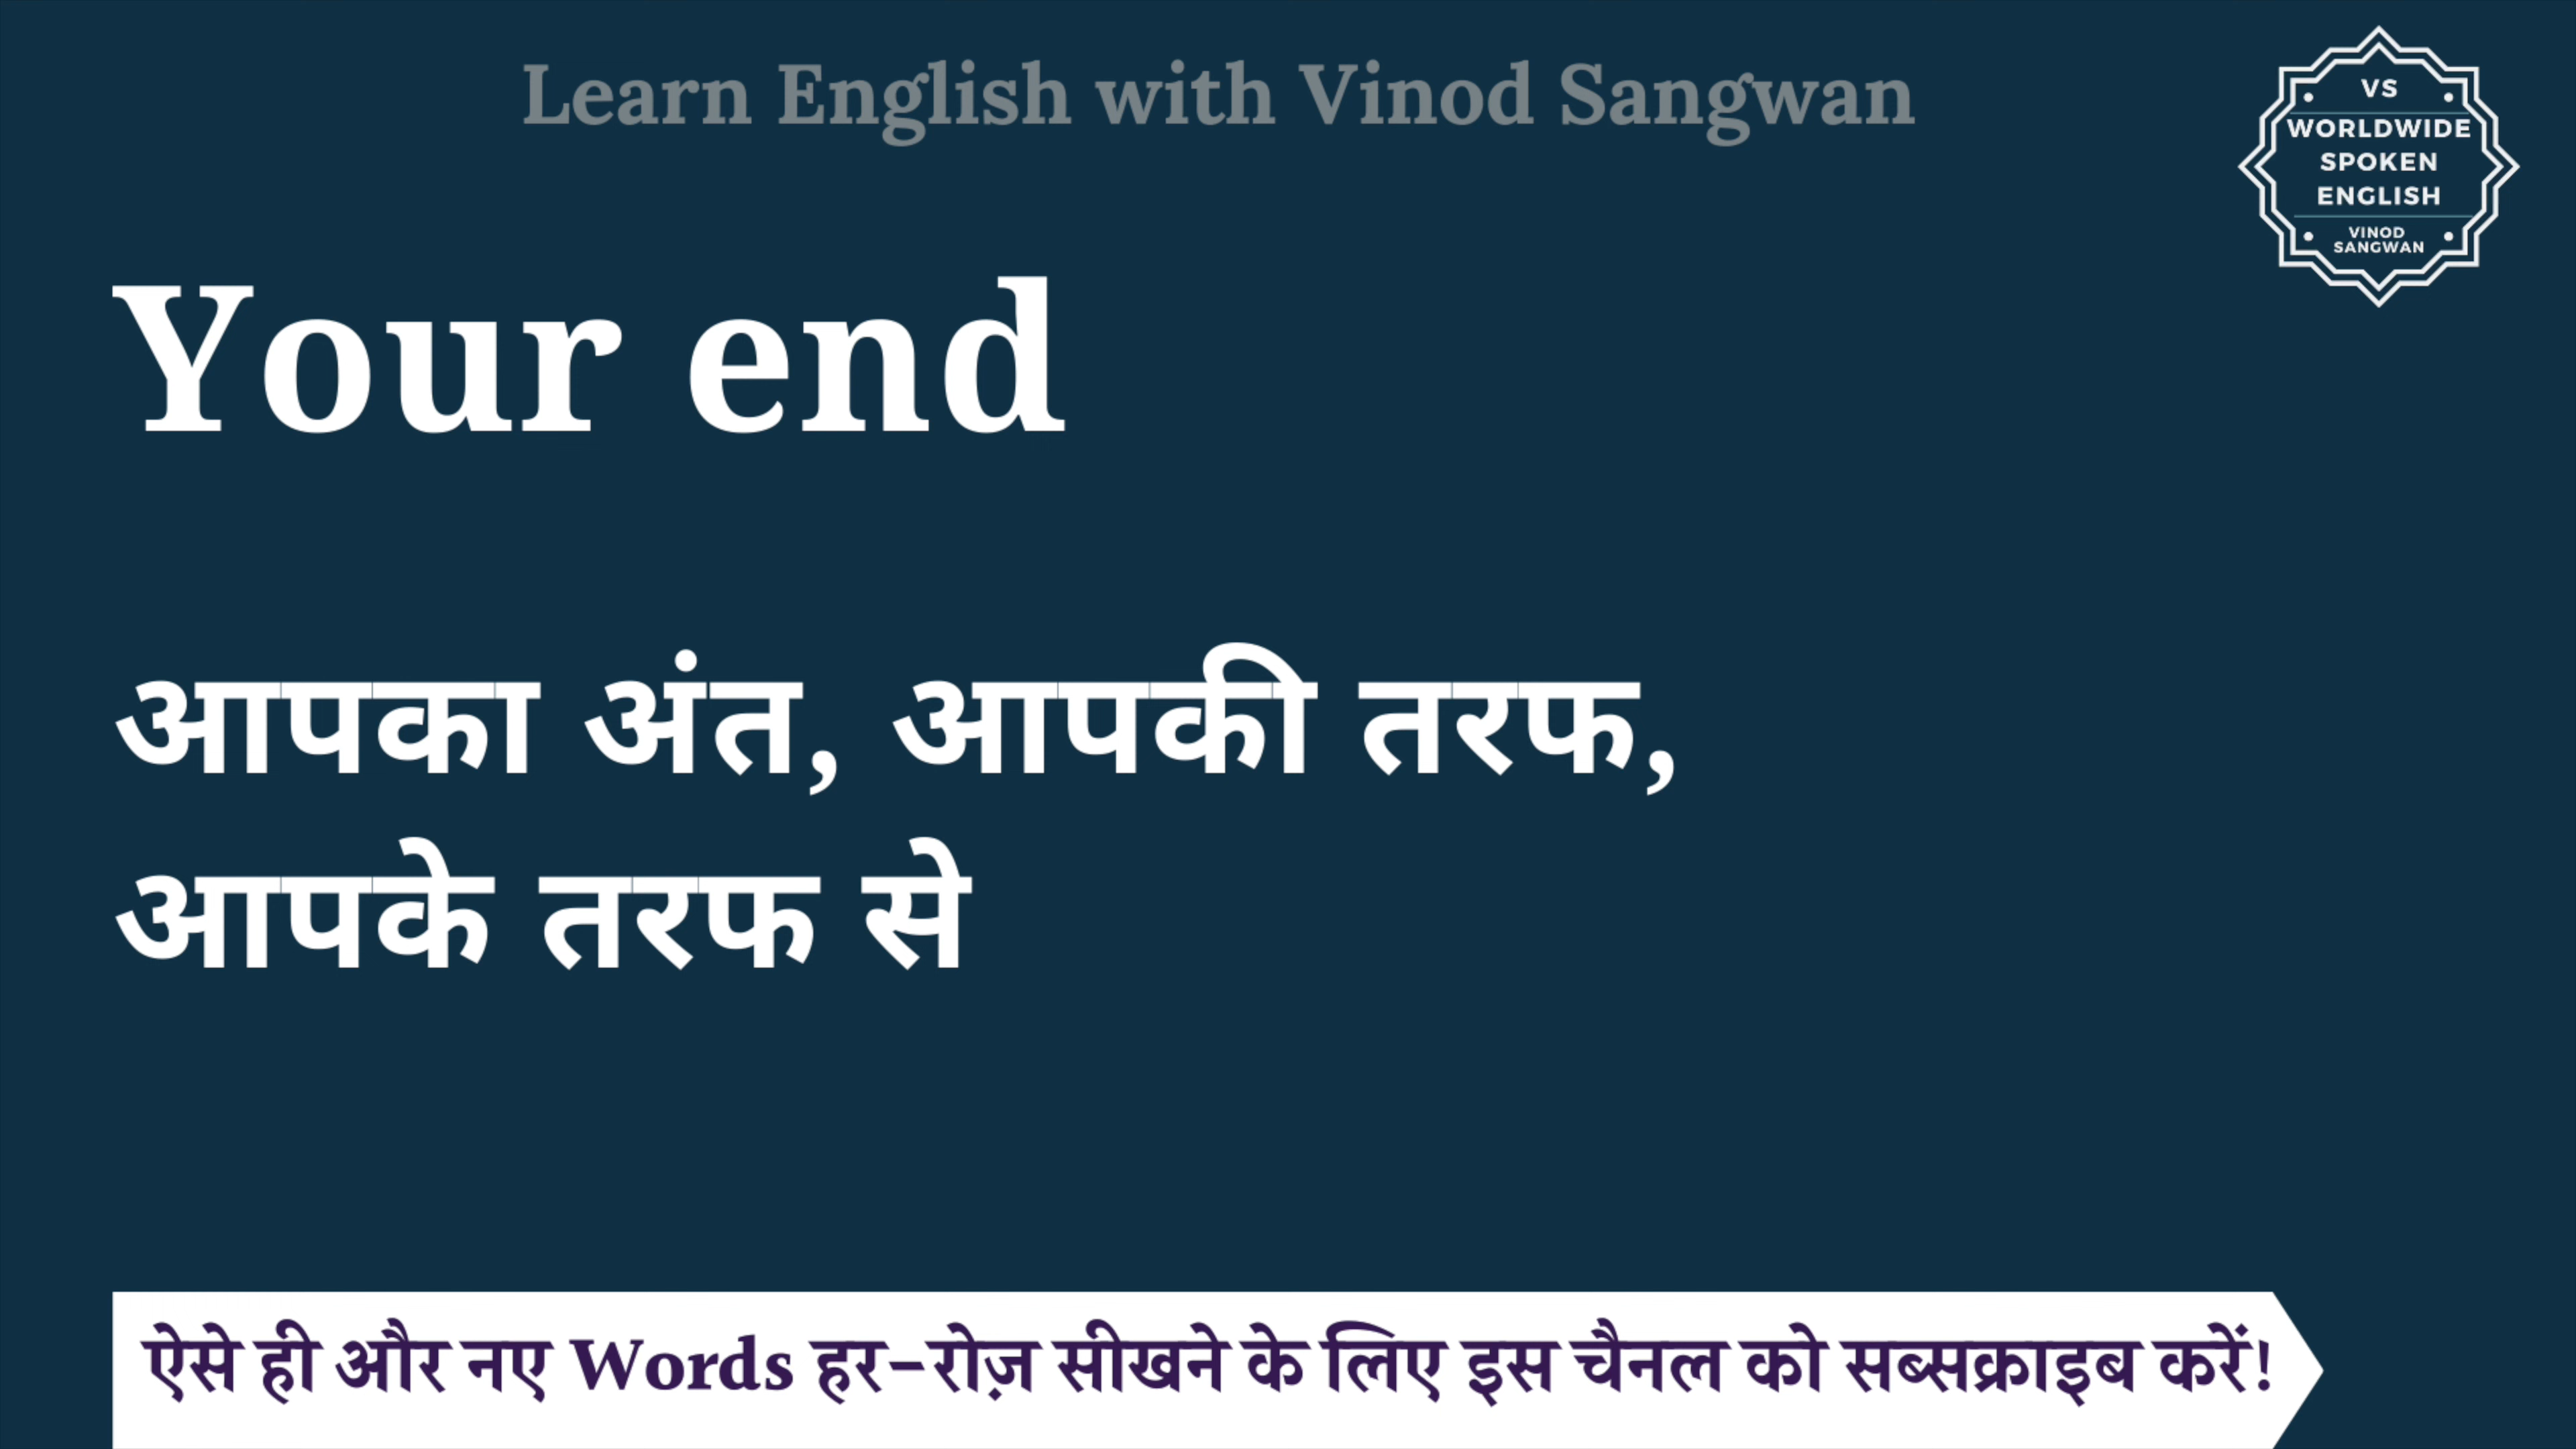 Learn English with Vinod Sangwan
VS
WORLDWIDE
SPOKEN
ENGLISH
VINOD
SANGWAN
Your end
आपका अंत, आपकी तरफ,
आपके तरफ से
ऐसे ही और नए Words हर-रोज़ सीखने के लिए इस चैनल को सब्सक्राइब करें!